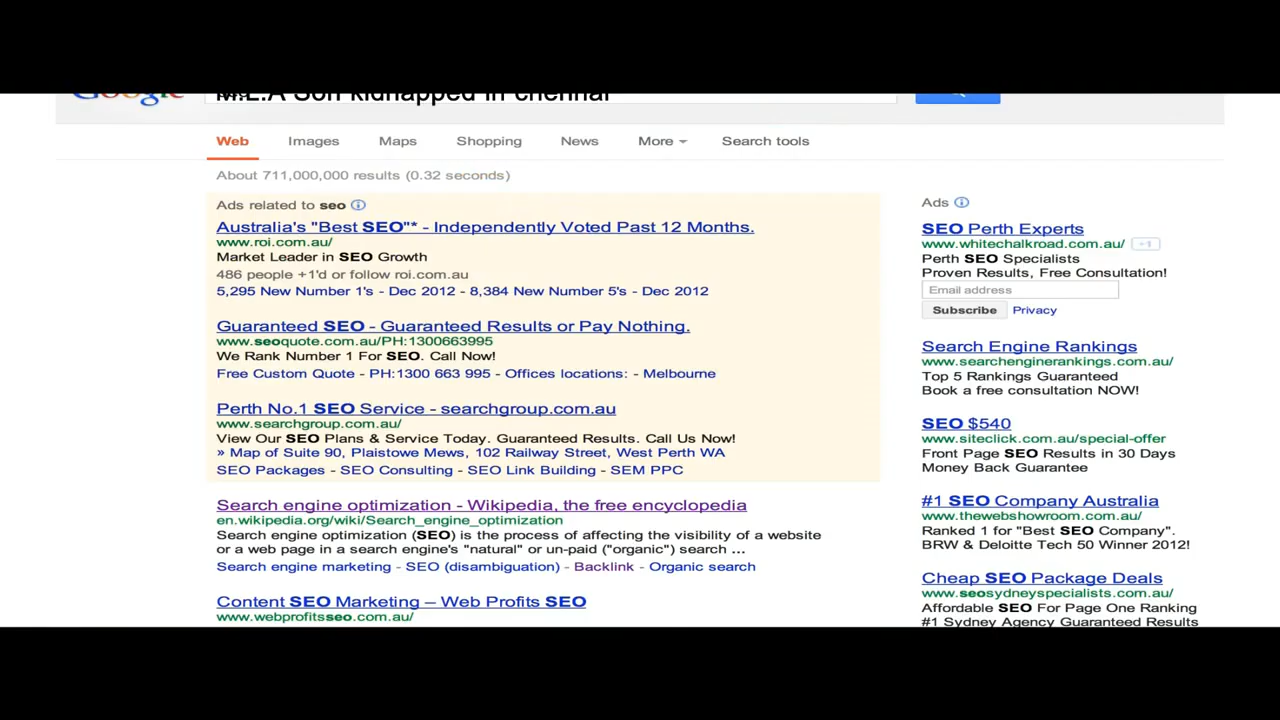 Google
M.L.A Son kidnapped in chennai
Web Images Maps Shopping News More Search tools
About 711,000,000 results (0.32 seconds)
Ads related to seo
Australia's "Best SEO"* - Independently Voted Past 12 Months.
www.roi.com.au/
Market Leader in SEO Growth
486 people +1'd or follow roi.com.au
5,295 New Number 1's - Dec 2012 - 8,384 New Number 5's - Dec 2012
Guaranteed SEO - Guaranteed Results or Pay Nothing.
www.seoquote.com.au/PH:1300663995
We Rank Number 1 For SEO. Call Now!
Free Custom Quote - PH:1300 663 995 - Offices locations: - Melbourne
Perth No.1 SEO Service - searchgroup.com.au
www.searchgroup.com.au/
View Our SEO Plans & Service Today. Guaranteed Results. Call Us Now!
» Map of Suite 90, Plaistowe Mews, 102 Railway Street, West Perth WA
SEO Packages - SEO Consulting - SEO Link Building - SEM PPC
Search engine optimization - Wikipedia, the free encyclopedia
en.wikipedia.org/wiki/Search_engine_optimization
Search engine optimization (SEO) is the process of affecting the visibility of a website
or a web page in a search engine's "natural" or un-paid ("organic") search ...
Search engine marketing - SEO (disambiguation) - Backlink - Organic search
Content SEO Marketing – Web Profits SEO
www.webprofitsseo.com.au/
Ads
SEO Perth Experts
www.whitechalkroad.com.au/ +1
Perth SEO Specialists
Proven Results, Free Consultation!
Email address
Subscribe Privacy
Search Engine Rankings
www.searchenginerankings.com.au/
Top 5 Rankings Guaranteed
Book a free consultation NOW!
SEO $540
www.siteclick.com.au/special-offer
Front Page SEO Results in 30 Days
Money Back Guarantee
#1 SEO Company Australia
www.thewebshowroom.com.au/
Ranked 1 for "Best SEO Company".
BRW & Deloitte Tech 50 Winner 2012!
Cheap SEO Package Deals
www.seosydneyspecialists.com.au/
Affordable SEO For Page One Ranking
#1 Sydney Agency Guaranteed Results